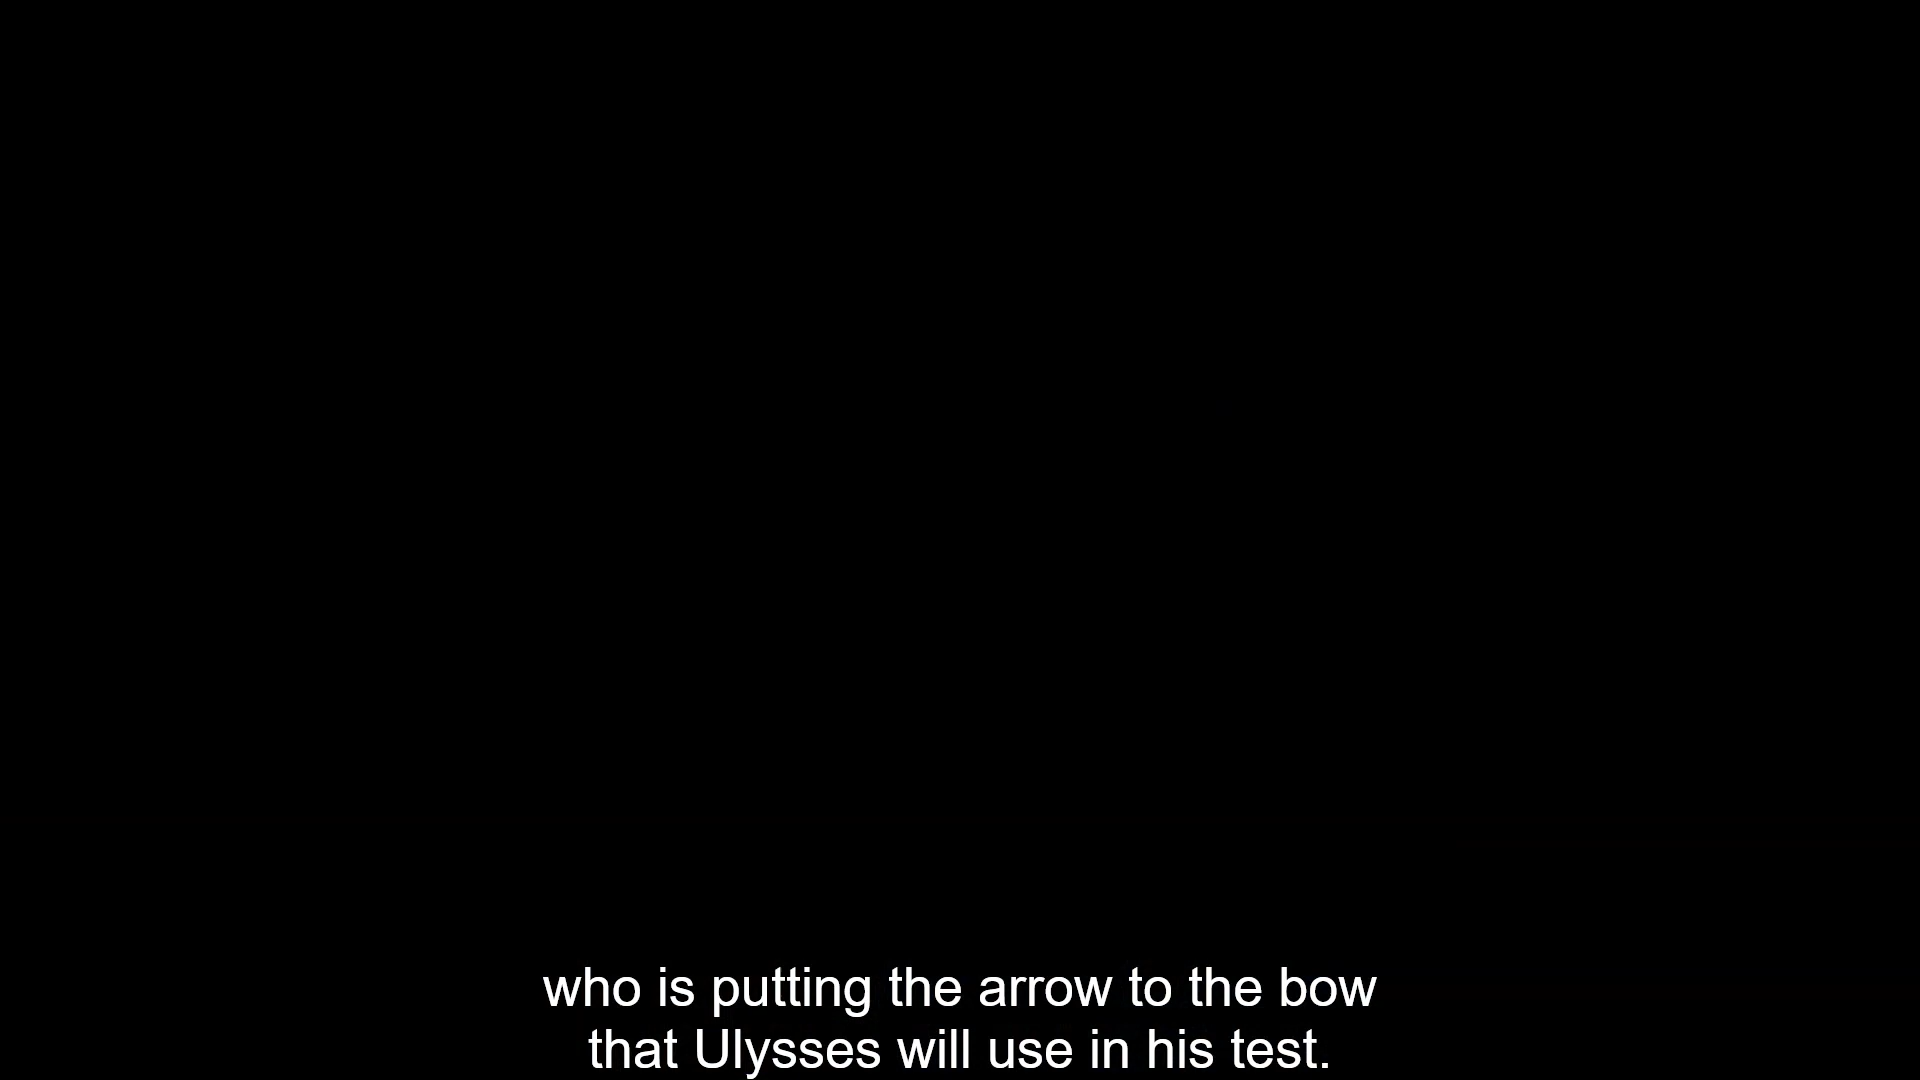 who is putting the arrow to the bow
that Ulysses will use in his test.